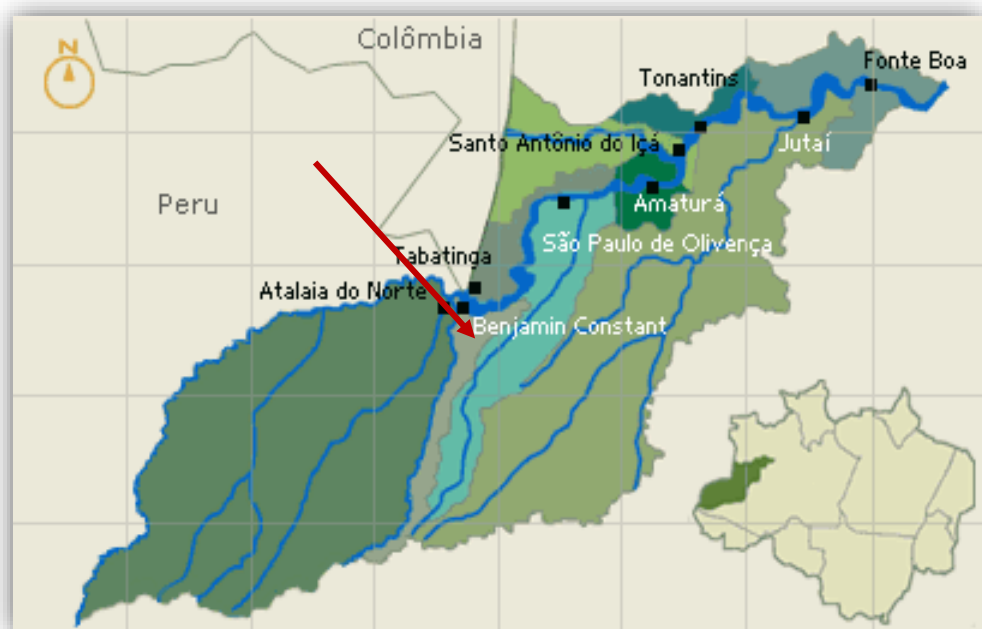 Colômbia
N
Fonte Boa
Tonantins
Santo Antônio do Içá
Jutaí
Peru
Amaturá
São Paulo de Olivença
Tabatinga
Atalaia do Norte
Benjamin Constant